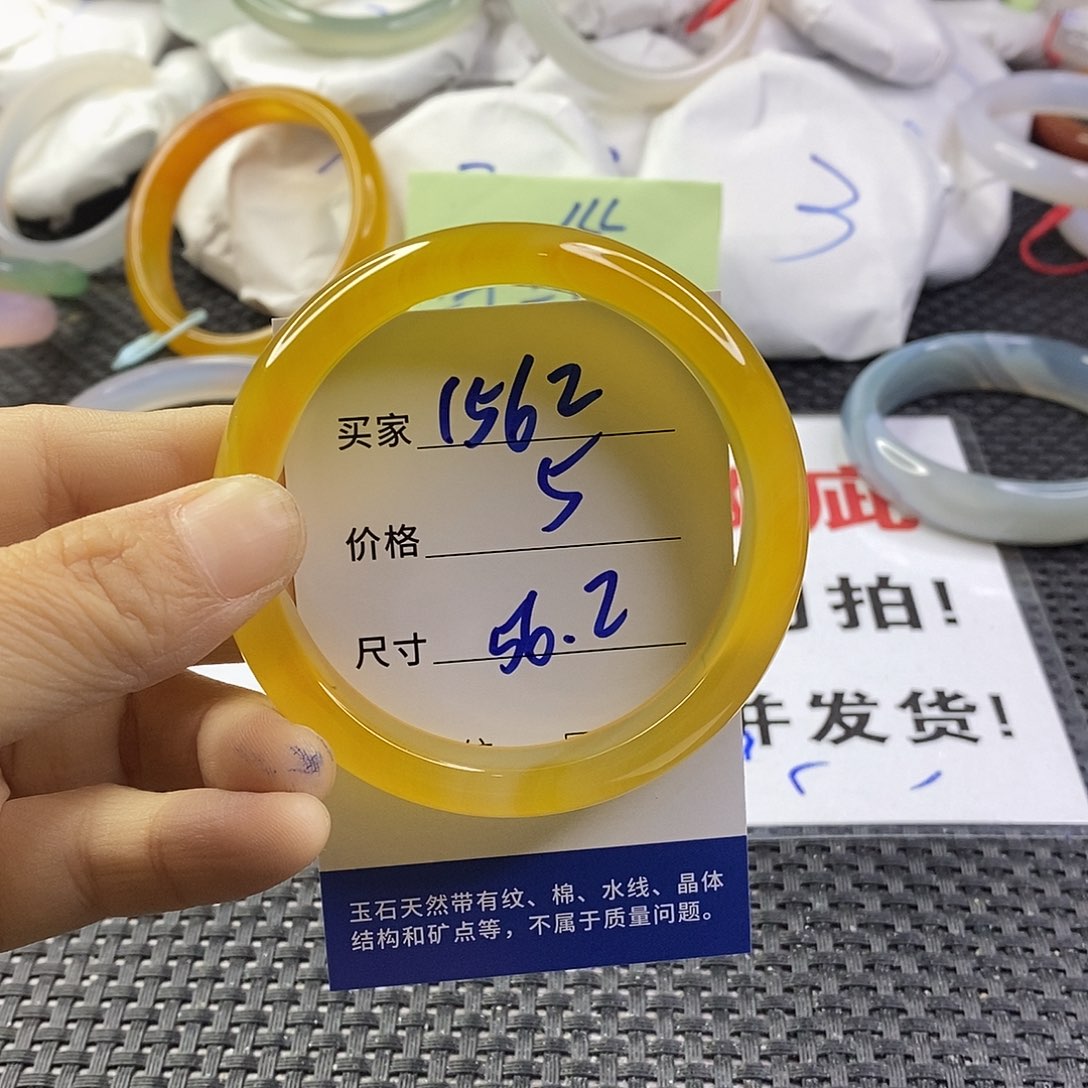 3
买家 1562
5
价格
尺寸 56.2
勿拍!
并发货!
玉石天然带有纹、棉、水线、晶体
结构和矿点等，不属于质量问题。